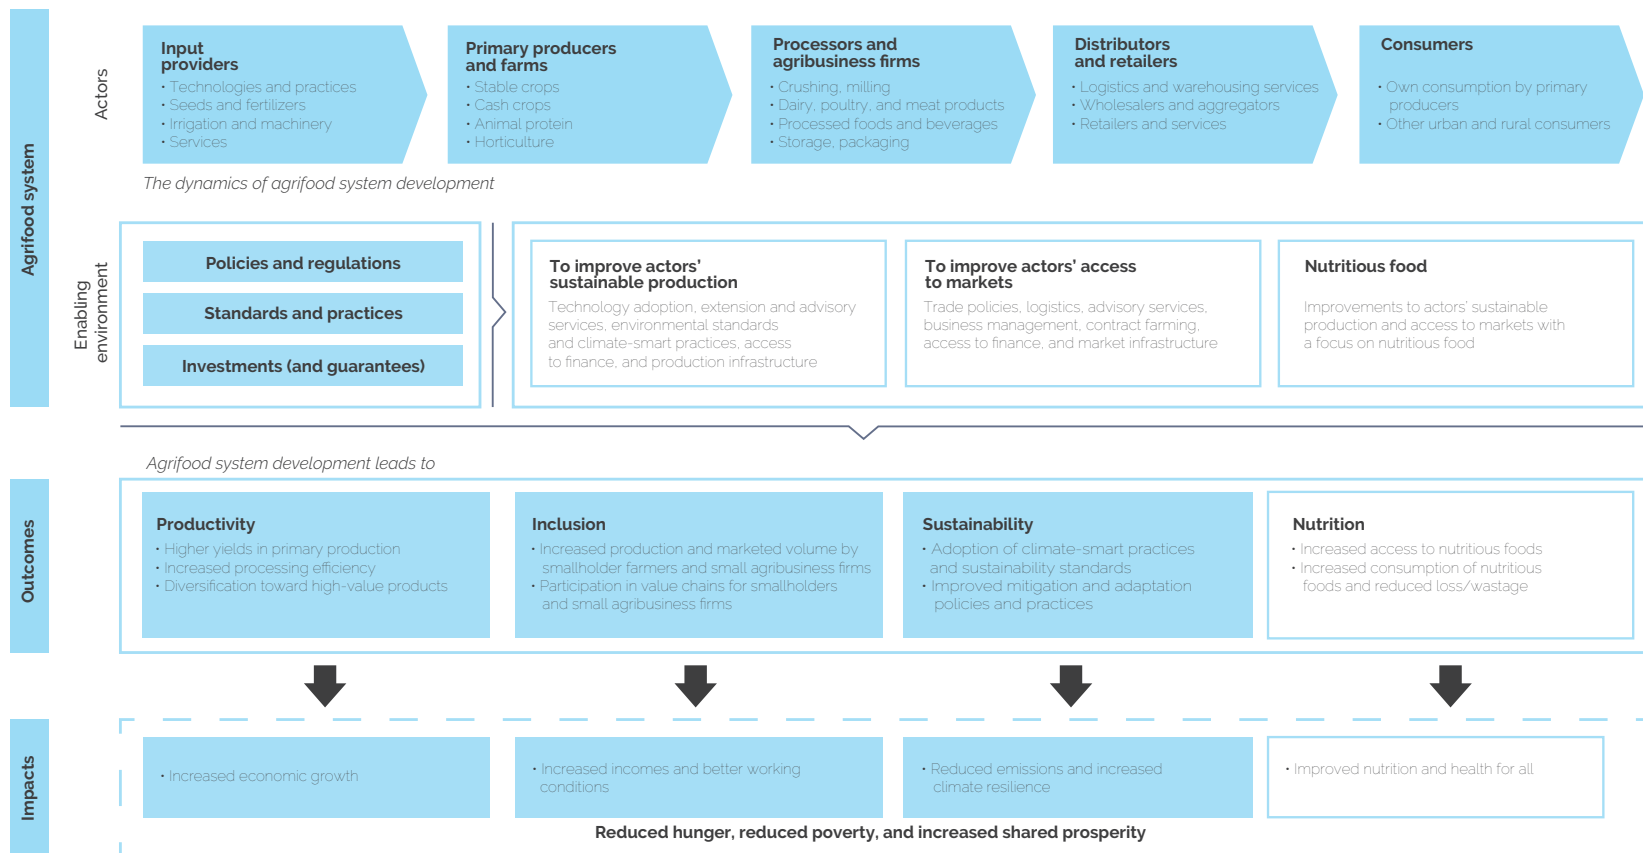 Agrifood system
Actors
Input
providers
• Technologies and practices
• Seeds and fertilizers
• Irrigation and machinery
• Services
Primary producers
and farms
• Stable crops
• Cash crops
• Animal protein
• Horticulture
Processors and
agribusiness firms
• Crushing, milling
• Dairy, poultry, and meat products
• Processed foods and beverages
• Storage, packaging
Distributors
and retailers
• Logistics and warehousing services
• Wholesalers and aggregators
• Retailers and services
Consumers
• Own consumption by primary
producers
• Other urban and rural consumers
The dynamics of agrifood system development
Enabling
environment
Policies and regulations
Standards and practices
Investments (and guarantees)
To improve actors’
sustainable production
Technology adoption, extension and advisory
services, environmental standards
and climate-smart practices, access
to finance, and production infrastructure
To improve actors’ access
to markets
Trade policies, logistics, advisory services,
business management, contract farming,
access to finance, and market infrastructure
Nutritious food
Improvements to actors’ sustainable
production and access to markets with
a focus on nutritious food
Agrifood system development leads to
Outcomes
Productivity
• Higher yields in primary production
• Increased processing efficiency
• Diversification toward high-value products
Inclusion
• Increased production and marketed volume by
smallholder farmers and small agribusiness firms
• Participation in value chains for smallholders
and small agribusiness firms
Sustainability
• Adoption of climate-smart practices
and sustainability standards
• Improved mitigation and adaptation
policies and practices
Nutrition
• Increased access to nutritious foods
• Increased consumption of nutritious
foods and reduced loss/wastage
Impacts
• Increased economic growth
• Increased incomes and better working
conditions
• Reduced emissions and increased
climate resilience
• Improved nutrition and health for all
Reduced hunger, reduced poverty, and increased shared prosperity